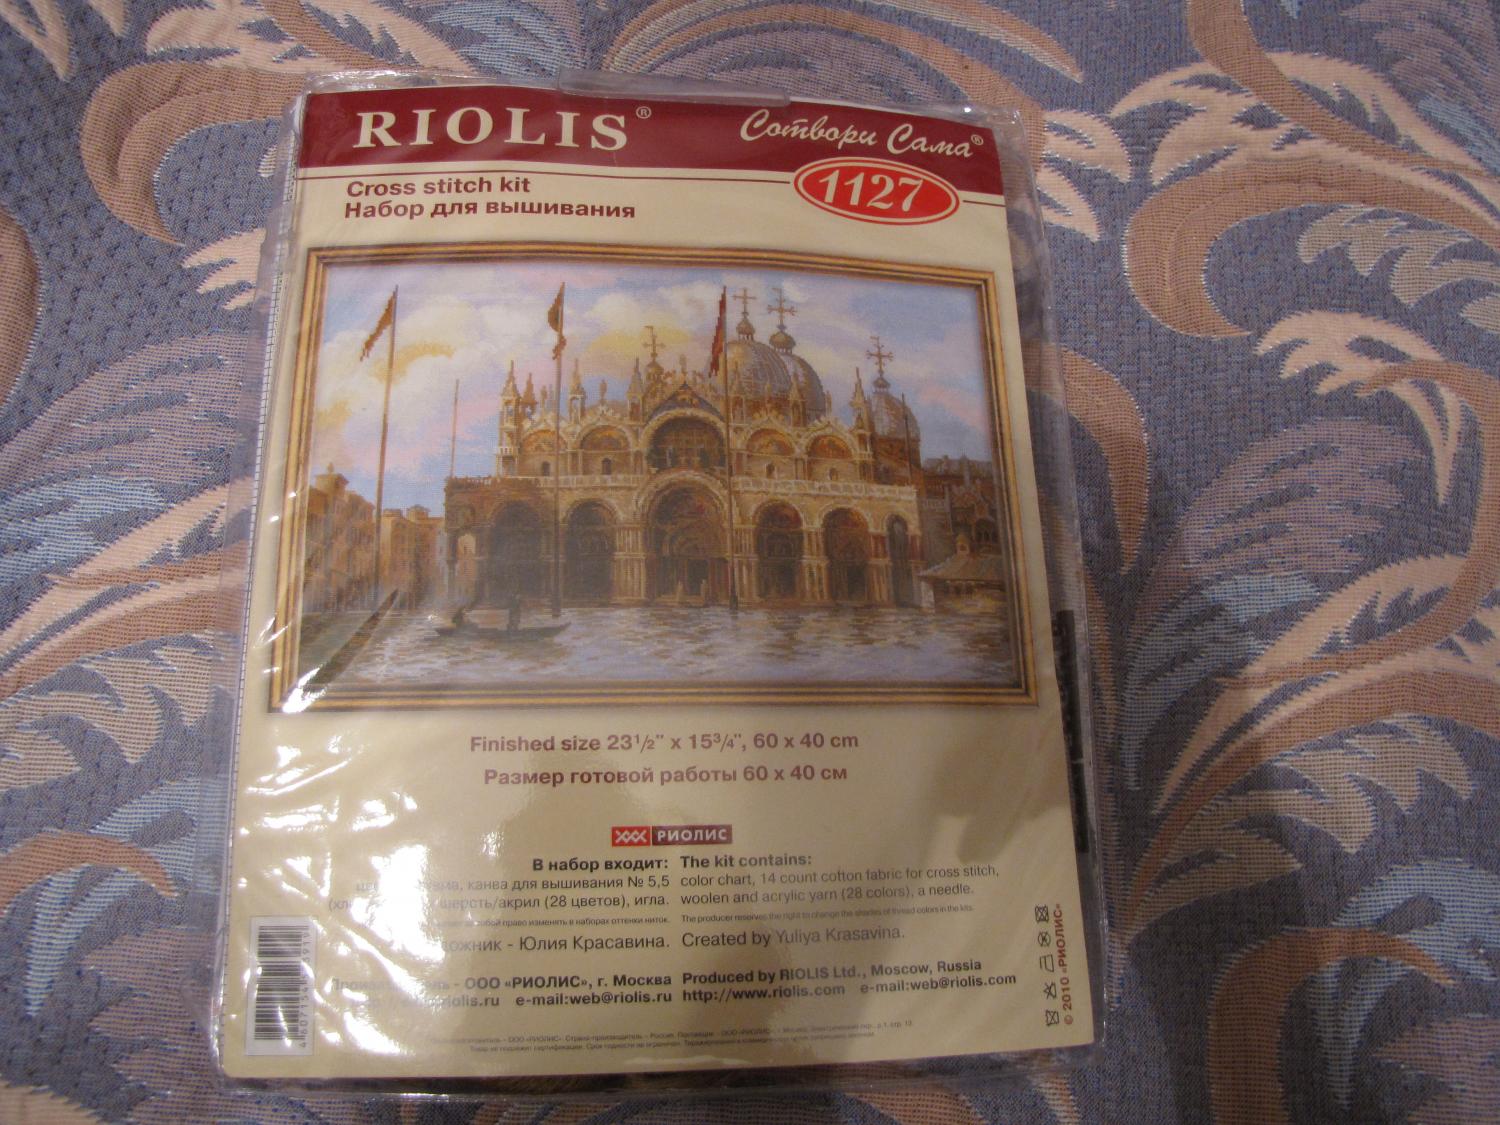 RIOLIS®
Сотвори Сама®
1127
Cross stitch kit
Набор для вышивания
Finished size 23½" x 15¾", 60 x 40 cm
Размер готовой работы 60 x 40 см
РИОЛИС
В набор входит:
канва для вышивания № 5,5
шерсть/акрил (28 цветов), игла.
право изменять в наборах оттенки ниток.
- Юлия Красавина.
- ООО «РИОЛИС», г. Москва
e-mail:web@riolis.ru
The kit contains:
color chart, 14 count cotton fabric for cross stitch,
woolen and acrylic yarn (28 colors), a needle.
The producer reserves the right to change the shades of thread colors in the kits.
Created by Yuliya Krasavina.
Produced by RIOLIS Ltd., Moscow, Russia
http://www.riolis.com e-mail:web@riolis.com
© 2010 «РИОЛИС»